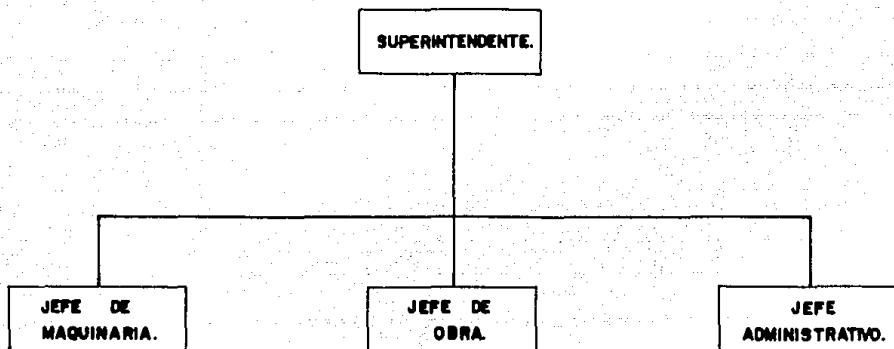 SUPERINTENDENTE.
JEFE DE
MAQUINARIA.
JEFE DE
OBRA.
JEFE
ADMINISTRATIVO.